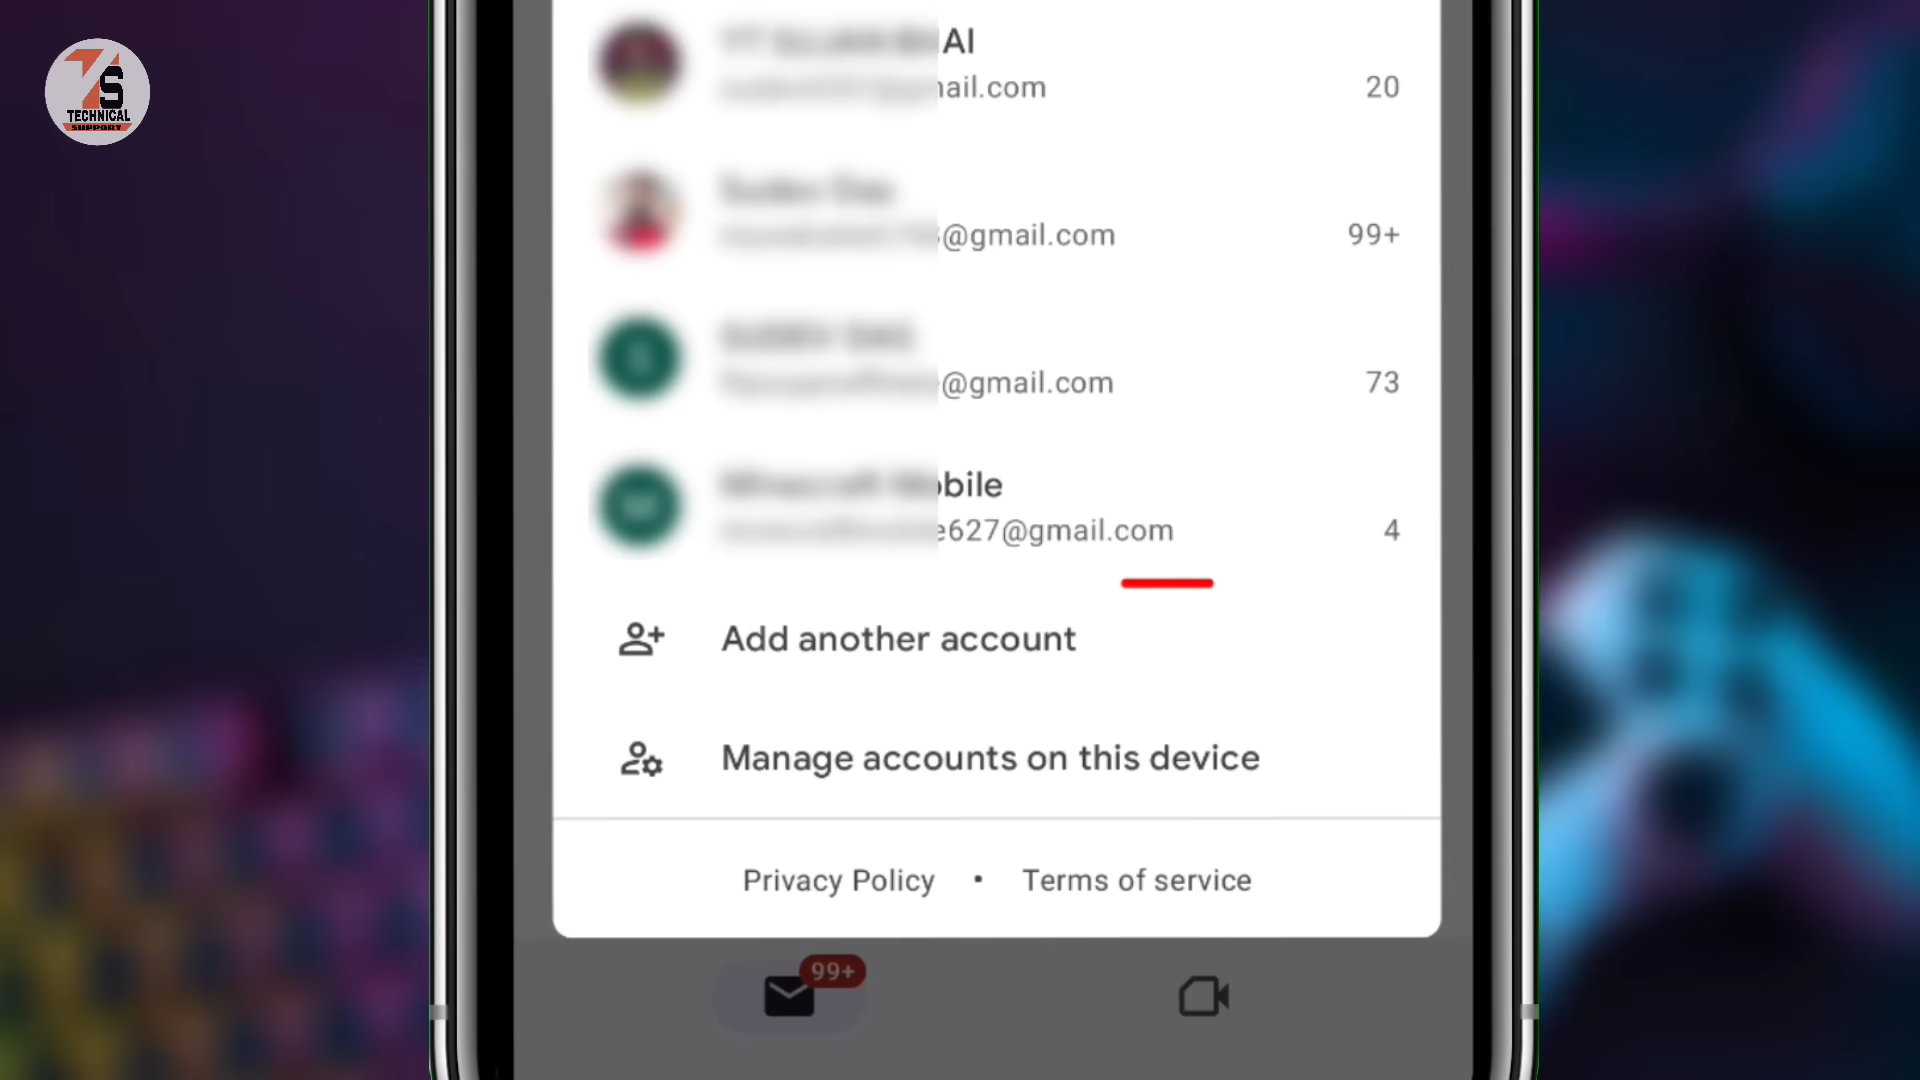 TS
TECHNICAL
SUPPORT
AI
ail.com
20
@gmail.com
99+
@gmail.com
73
bile
e627@gmail.com
4
Add another account
Manage accounts on this device
Privacy Policy • Terms of service
99+